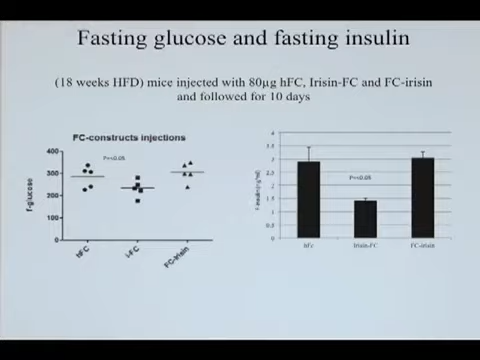 Fasting glucose and fasting insulin
(18 weeks HFD) mice injected with 80µg hFC, Irisin-FC and FC-irisin
and followed for 10 days
FC-constructs injections
P=<0.05
400
300
200
100
0
f-glucose
hFC
i-FC
FC-Irisin
4
3.5
3
2.5
2
1.5
1
0.5
0
P=<0.05
hFc
Irisin-FC
FC-irisin